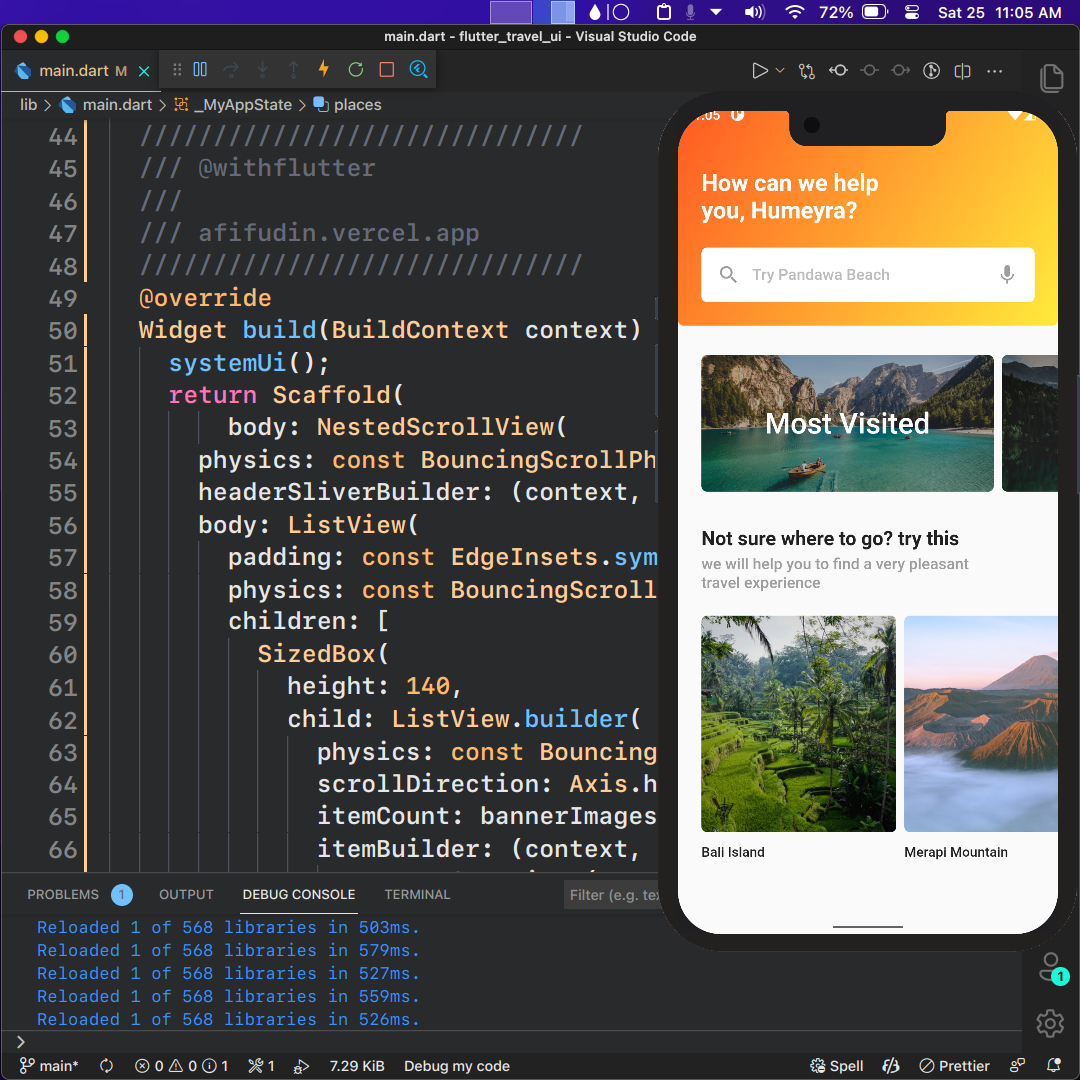 72%
Sat 25 11:05 AM
main.dart - flutter_travel_ui - Visual Studio Code
main.dart M
lib > main.dart > _MyAppState > places
44 //////////////////////////////
45 /// @withflutter
46 ///
47 /// afifudin.vercel.app
48 //////////////////////////////
49 @override
50 Widget build(BuildContext context)
51 systemUi();
52 return Scaffold(
53 body: NestedScrollView(
54 physics: const BouncingScrollPh
55 headerSliverBuilder: (context,
56 body: ListView(
57 padding: const EdgeInsets.sym
58 physics: const BouncingScroll
59 children: [
60 SizedBox(
61 height: 140,
62 child: ListView.builder(
63 physics: const Bouncing
64 scrollDirection: Axis.h
65 itemCount: bannerImages
66 itemBuilder: (context,
:05
How can we help
you, Humeyra?
Try Pandawa Beach
Most Visited
Not sure where to go? try this
we will help you to find a very pleasant
travel experience
Bali Island
Merapi Mountain
PROBLEMS 1 OUTPUT DEBUG CONSOLE TERMINAL Filter (e.g. tex
Reloaded 1 of 568 libraries in 503ms.
Reloaded 1 of 568 libraries in 579ms.
Reloaded 1 of 568 libraries in 527ms.
Reloaded 1 of 568 libraries in 559ms.
Reloaded 1 of 568 libraries in 526ms.
>
1
main* 0 0 1 1 7.29 KiB Debug my code Spell Prettier